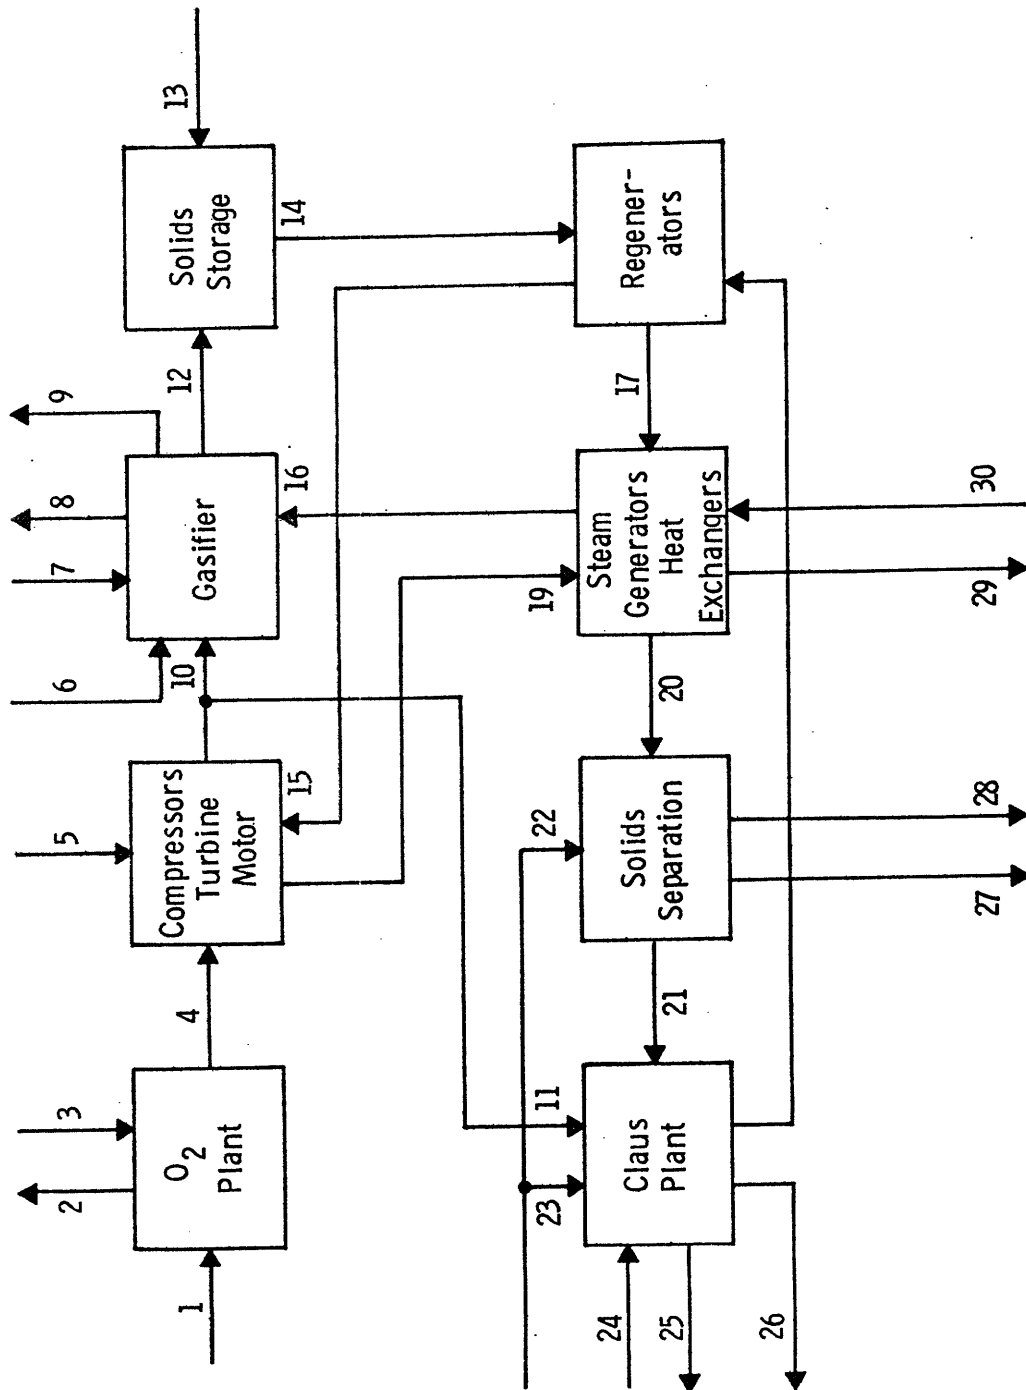 1
2
3
O2
Plant
4
5
Compressors
Turbine
Motor
15
6
10
7
Gasifier
8
9
16
12
Solids
Storage
13
14
24
25
26
23
Claus
Plant
11
21
22
Solids
Separation
27
28
20
19
Steam
Generators
Heat
Exchangers
29
30
17
Regener-
ators